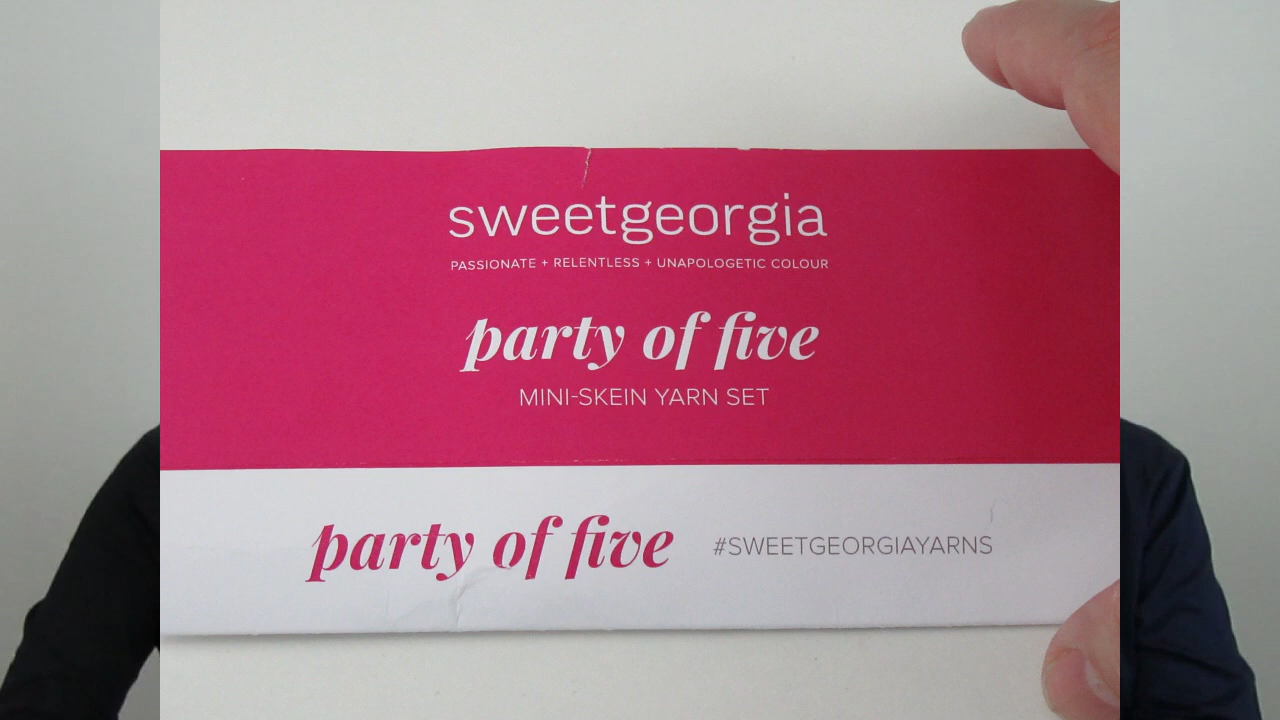 sweetgeorgia
PASSIONATE + RELENTLESS + UNAPOLOGETIC COLOUR
party of five
MINI-SKEIN YARN SET
party of five #SWEETGEORGIAYARNS